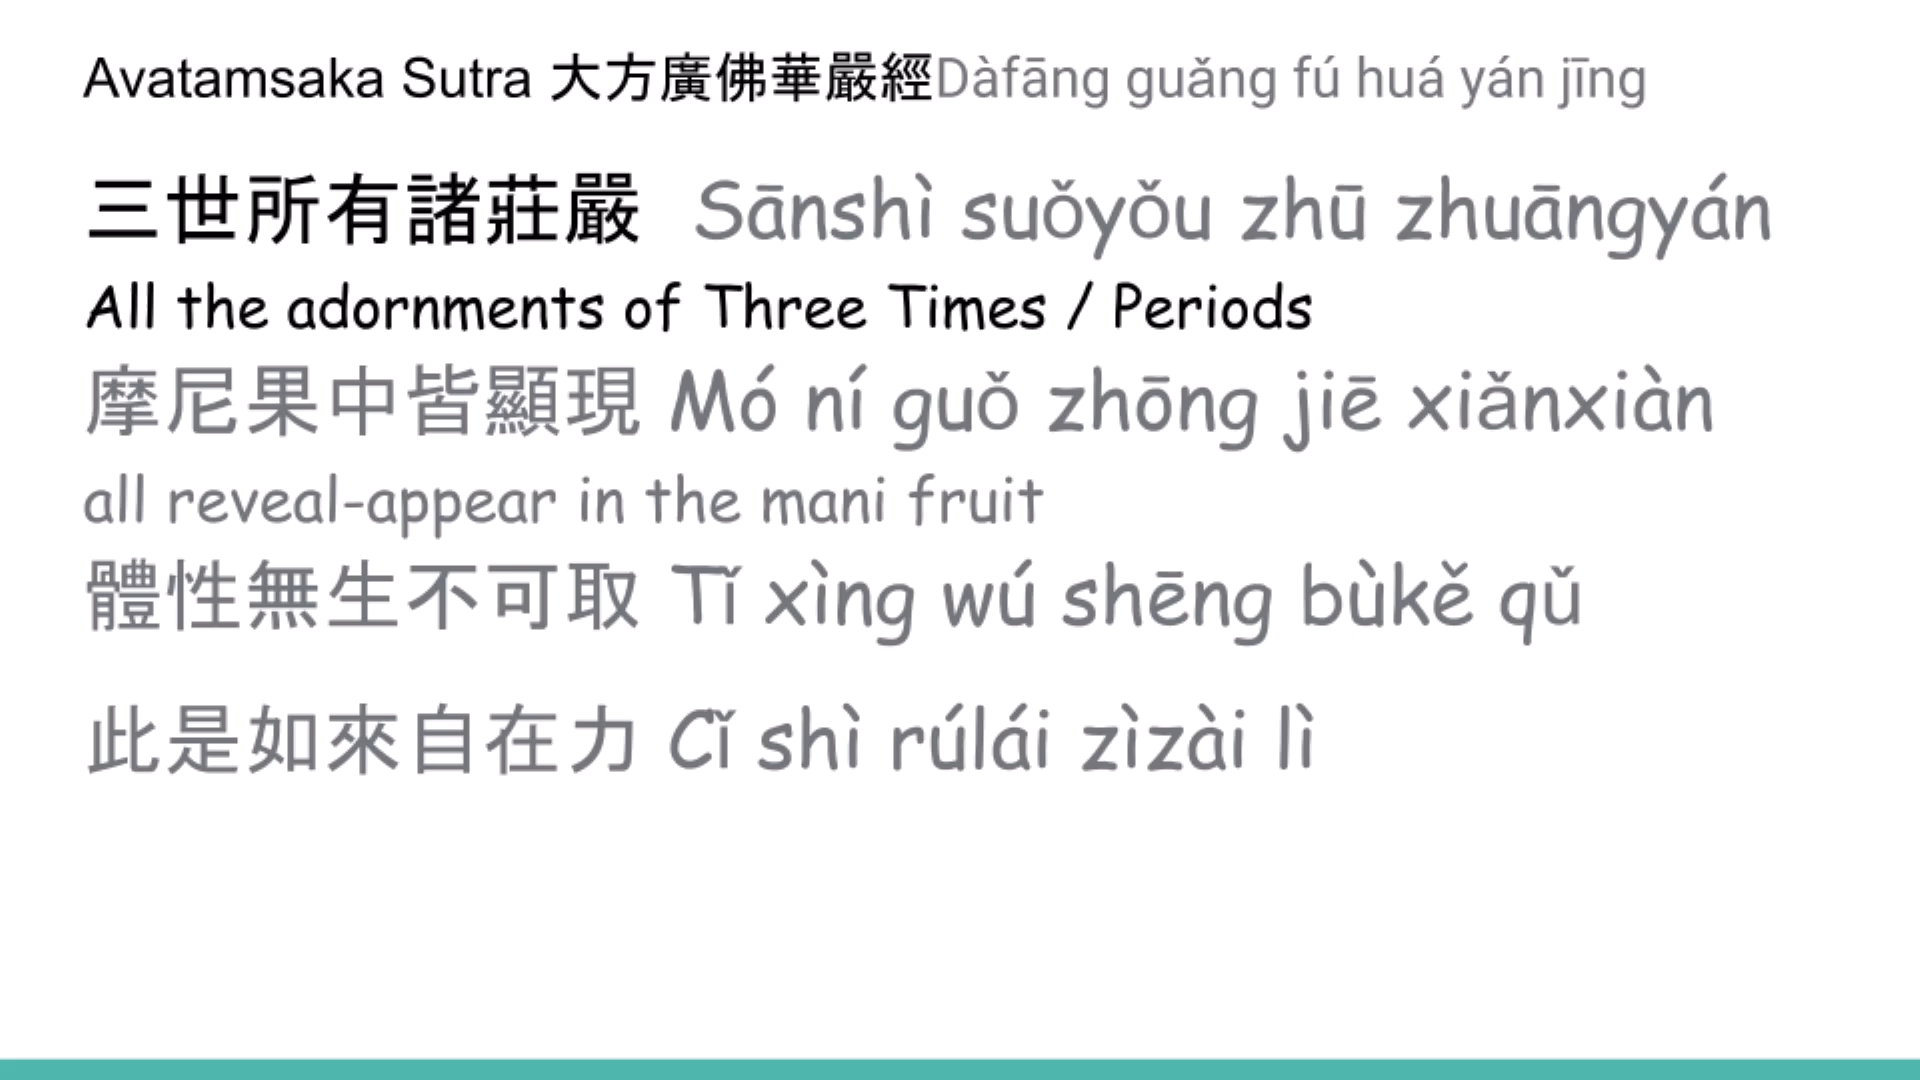 Avatamsaka Sutra 大方廣佛華嚴經Dàfāng guǎng fú huá yán jīng
三世所有諸莊嚴 Sānshì suǒyǒu zhū zhuāngyán
All the adornments of Three Times / Periods
摩尼果中皆顯現 Mó ní guǒ zhōng jiē xiǎnxiàn
all reveal-appear in the mani fruit
體性無生不可取 Tǐ xìng wú shēng bùkě qǔ
此是如來自在力 Cǐ shì rúlái zìzài lì